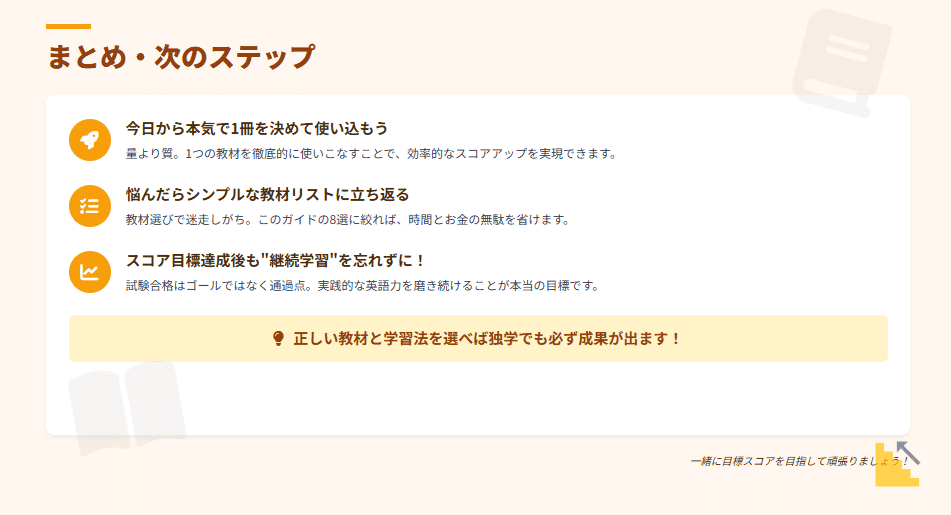 まとめ・次のステップ
今日から本気で1冊を決めて使い込もう
量より質。1つの教材を徹底的に使いこなすことで、効率的なスコアアップを実現できます。
悩んだらシンプルな教材リストに立ち返る
教材選びで迷走しがち。このガイドの8選に絞れば、時間とお金の無駄を省けます。
スコア目標達成後も"継続学習"を忘れずに！
試験合格はゴールではなく通過点。実践的な英語力を磨き続けることが本当の目標です。
正しい教材と学習法を選べば独学でも必ず成果が出ます！
一緒に目標スコアを目指して頑張りましょう！